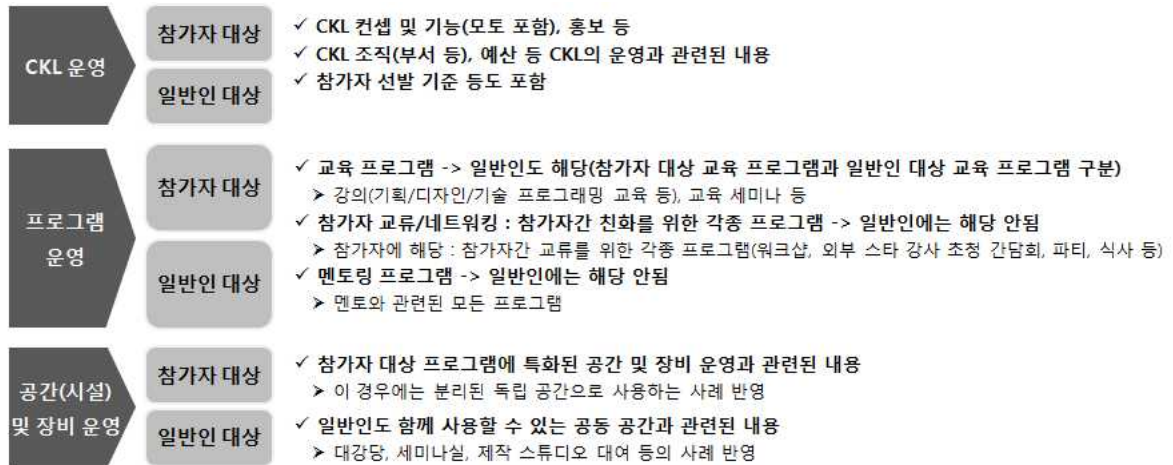 CKL 운영
참가자 대상
일반인 대상
✓ CKL 컨셉 및 기능(모토 포함), 홍보 등
✓ CKL 조직(부서 등), 예산 등 CKL의 운영과 관련된 내용
✓ 참가자 선발 기준 등도 포함
프로그램
운영
참가자 대상
일반인 대상
✓ 교육 프로그램 -> 일반인도 해당(참가자 대상 교육 프로그램과 일반인 대상 교육 프로그램 구분)
➢ 강의(기획/디자인/기술 프로그래밍 교육 등), 교육 세미나 등
✓ 참가자 교류/네트워킹 : 참가자간 친화를 위한 각종 프로그램 -> 일반인에는 해당 안됨
➢ 참가자에 해당 : 참가자간 교류를 위한 각종 프로그램(워크샵, 외부 스타 강사 초청 간담회, 파티, 식사 등)
✓ 멘토링 프로그램 -> 일반인에는 해당 안됨
➢ 멘토와 관련된 모든 프로그램
공간(시설)
및 장비 운영
참가자 대상
일반인 대상
✓ 참가자 대상 프로그램에 특화된 공간 및 장비 운영과 관련된 내용
➢ 이 경우에는 분리된 독립 공간으로 사용하는 사례 반영
✓ 일반인도 함께 사용할 수 있는 공동 공간과 관련된 내용
➢ 대강당, 세미나실, 제작 스튜디오 대여 등의 사례 반영